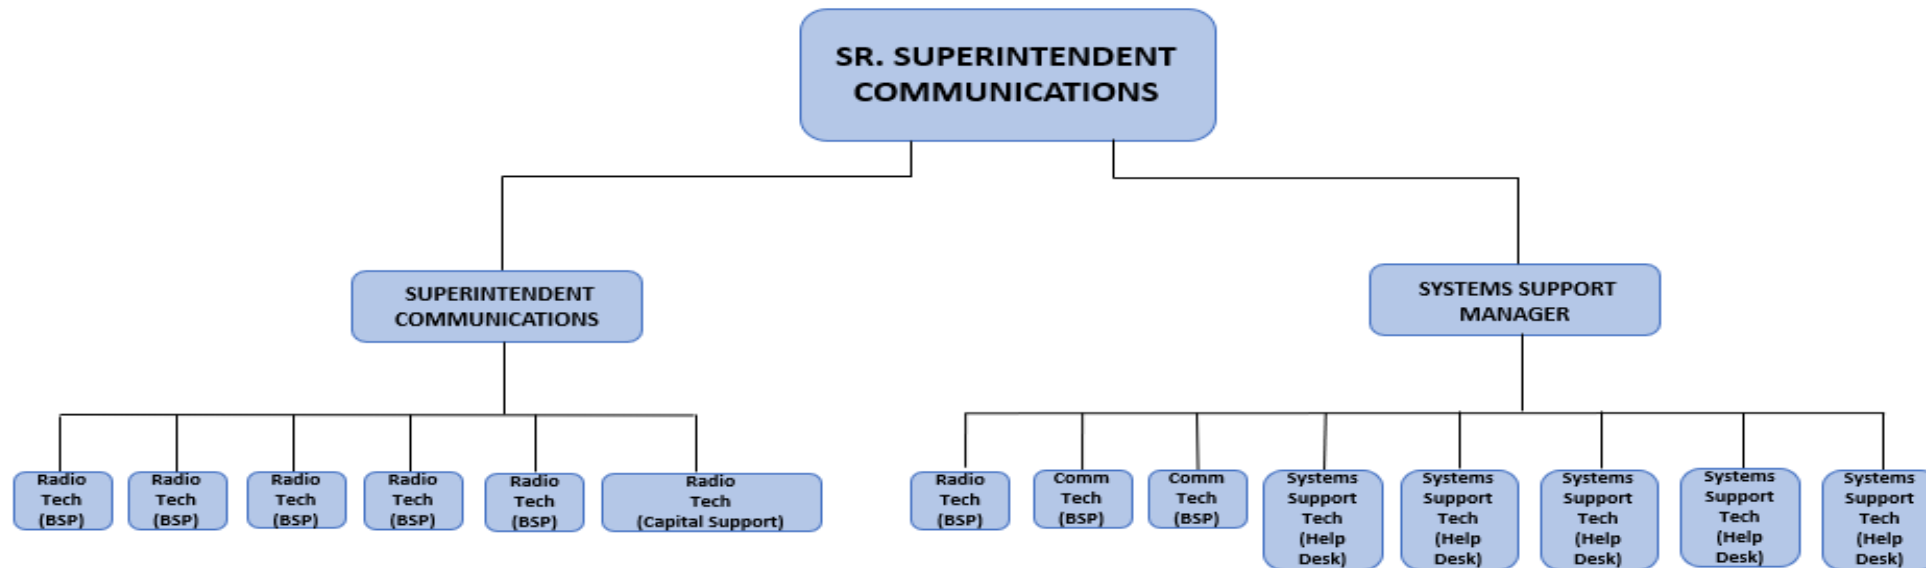 SR. SUPERINTENDENT
COMMUNICATIONS
SUPERINTENDENT
COMMUNICATIONS
SYSTEMS SUPPORT
MANAGER
Radio
Tech
(BSP)
Radio
Tech
(BSP)
Radio
Tech
(BSP)
Radio
Tech
(BSP)
Radio
Tech
(BSP)
Radio
Tech
(Capital Support)
Radio
Tech
(BSP)
Comm
Tech
(BSP)
Comm
Tech
(BSP)
Systems
Support
Tech
(Help
Desk)
Systems
Support
Tech
(Help
Desk)
Systems
Support
Tech
(Help
Desk)
Systems
Support
Tech
(Help
Desk)
Systems
Support
Tech
(Help
Desk)